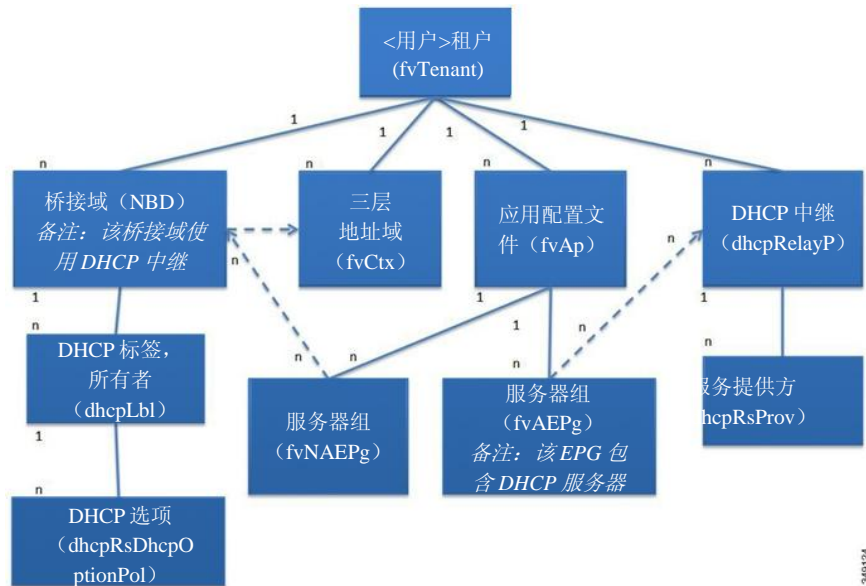 <用户>租户
(fvTenant)
1
1
1
1
n
n
n
n
桥接域（NBD）
备注：该桥接域使
用 DHCP 中继
三层
地址域
（fvCtx）
应用配置文
件（fvAp）
DHCP 中继
（dhcpRelayP）
n
n
1
1
1
1
n
n
n
n
n
n
DHCP 标签，
所有者
（dhcpLbl）
服务器组
（fvNAEPg）
服务器组
（fvAEPg）
备注：该 EPG 包
含 DHCP 服务器
服务提供方
hcpRsProv）
1
n
DHCP 选项
（dhcpRsDhcpO
ptionPol）